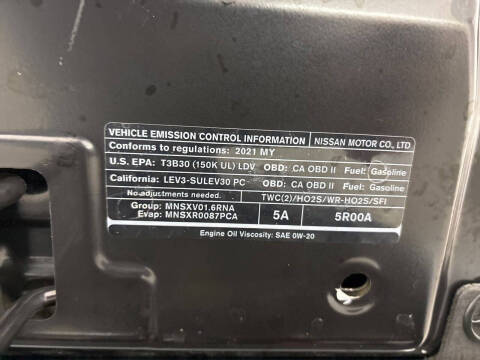 VEHICLE EMISSION CONTROL INFORMATION NISSAN MOTOR CO., LTD
Conforms to regulations: 2021 MY
U.S. EPA: T3B30 (150K UL) LDV OBD: CA OBD II Fuel: Gasoline
California: LEV3-SULEV30 PC OBD: CA OBD II Fuel: Gasoline
No adjustments needed. TWC(2)/HO2S/WR-HO2S/SFI
Group: MNSXV01.6RNA
Evap: MNSXR0087PCA 5A 5R00A
Engine Oil Viscosity: SAE 0W-20